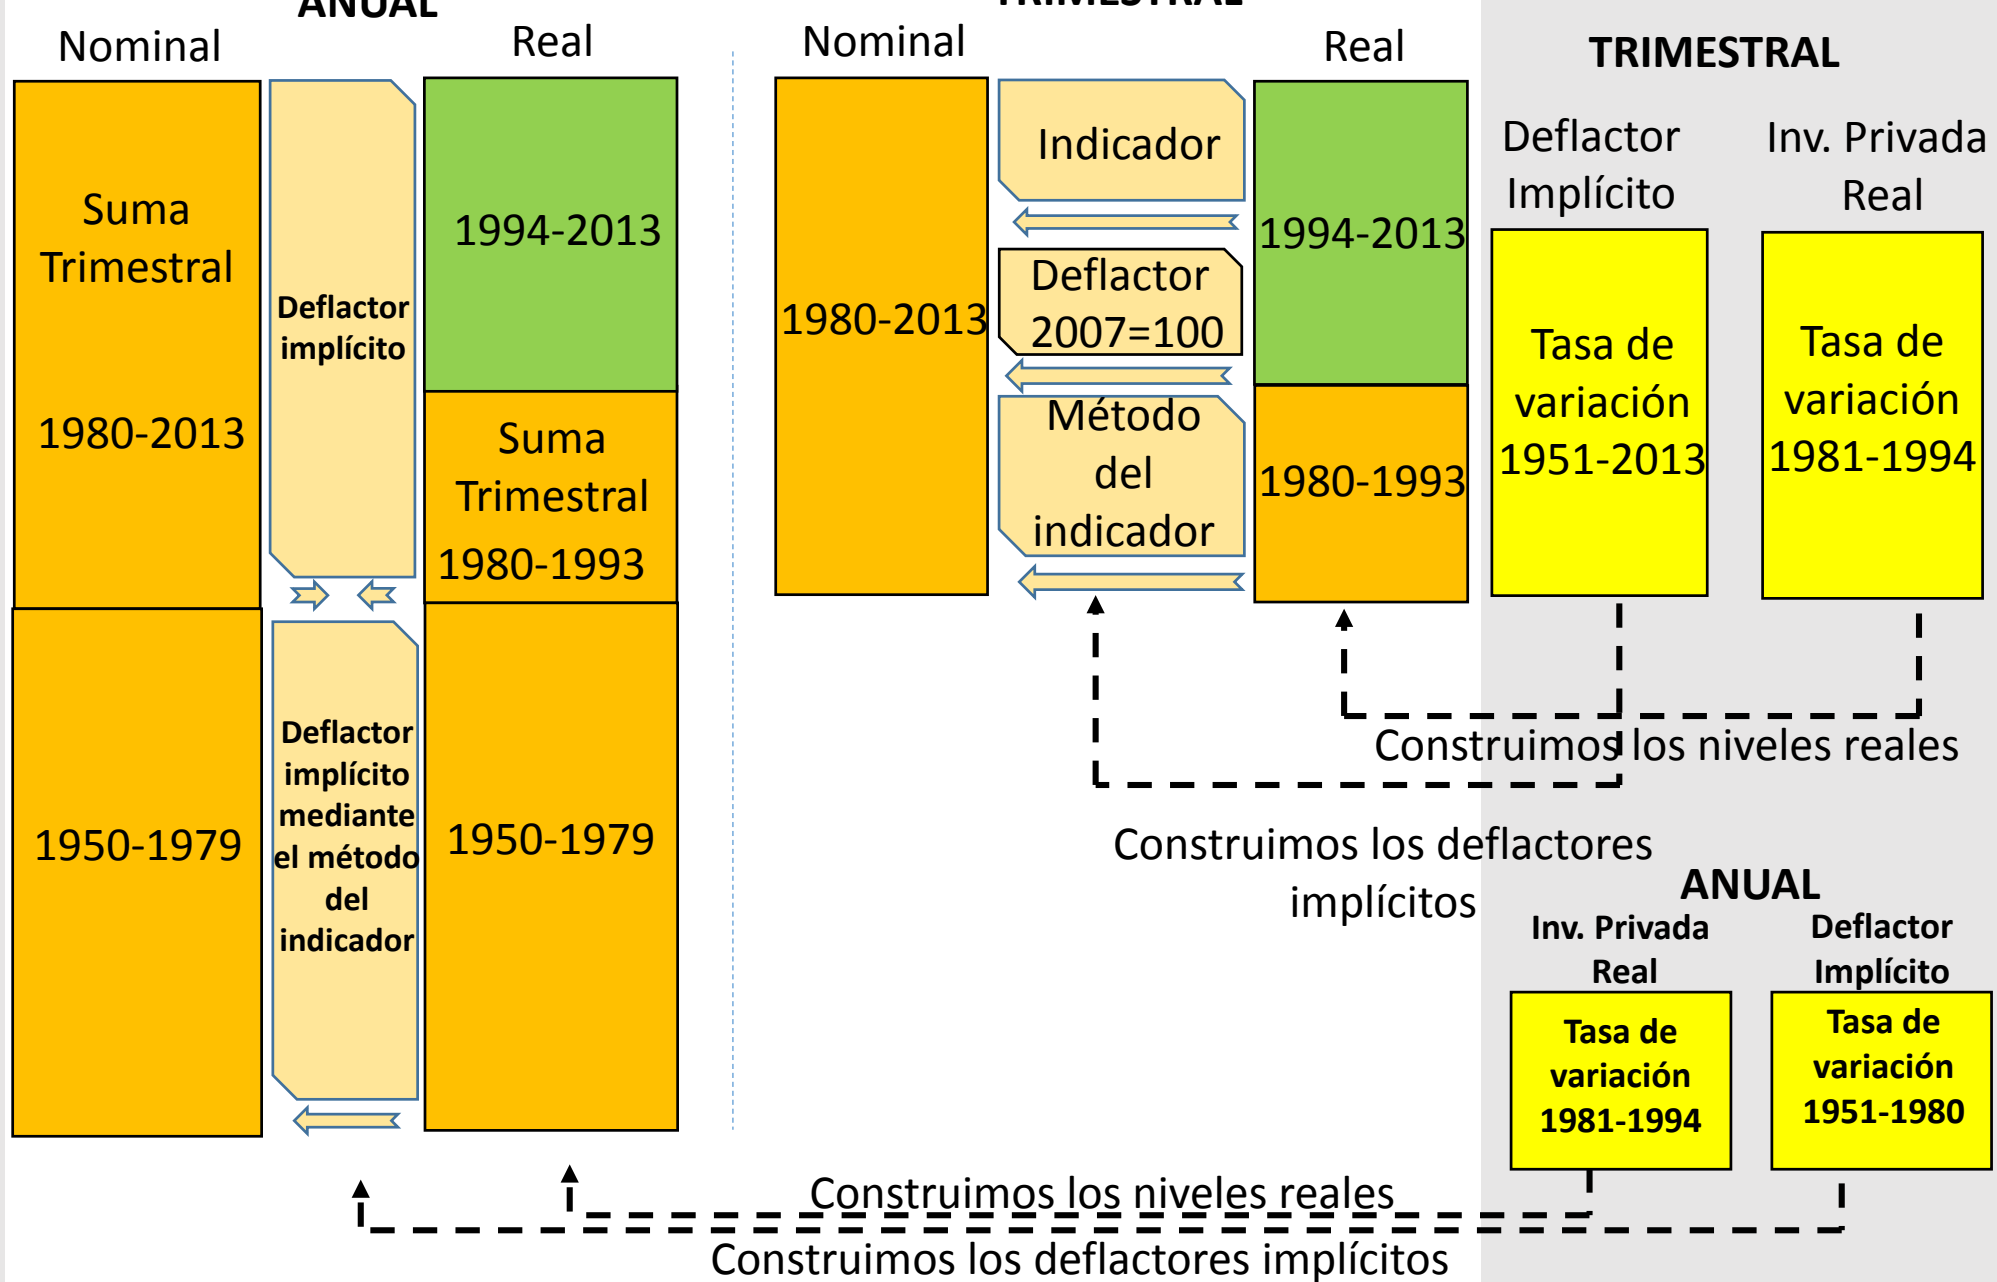 ANUAL
Nominal
Real
Suma
Trimestral
1980-2013
Deflactor
implícito
1994-2013
Suma
Trimestral
1980-1993
1950-1979
Deflactor
implícito
mediante
el método
del
indicador
1950-1979
TRIMESTRAL
Nominal
Real
1980-2013
Indicador
Deflactor
2007=100
Método
del
indicador
1994-2013
1980-1993
TRIMESTRAL
Deflactor
Implícito
Inv. Privada
Real
Tasa de
variación
1951-2013
Tasa de
variación
1981-1994
Construimos los niveles reales
Construimos los deflactores
implícitos
ANUAL
Inv. Privada
Real
Deflactor
Implícito
Tasa de
variación
1981-1994
Tasa de
variación
1951-1980
Construimos los niveles reales
Construimos los deflactores implícitos